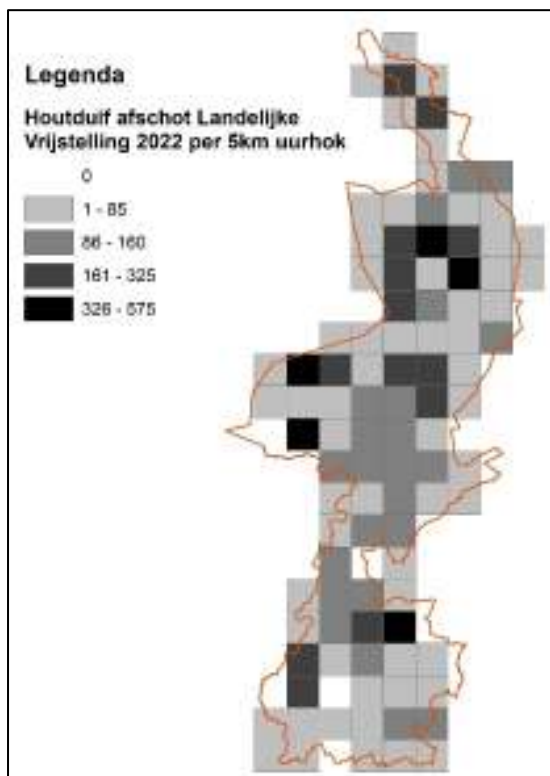 Legenda
Houtduif afschot Landelijke
Vrijstelling 2022 per 5km uurhok
0
1 - 85
86 - 160
161 - 325
326 - 575